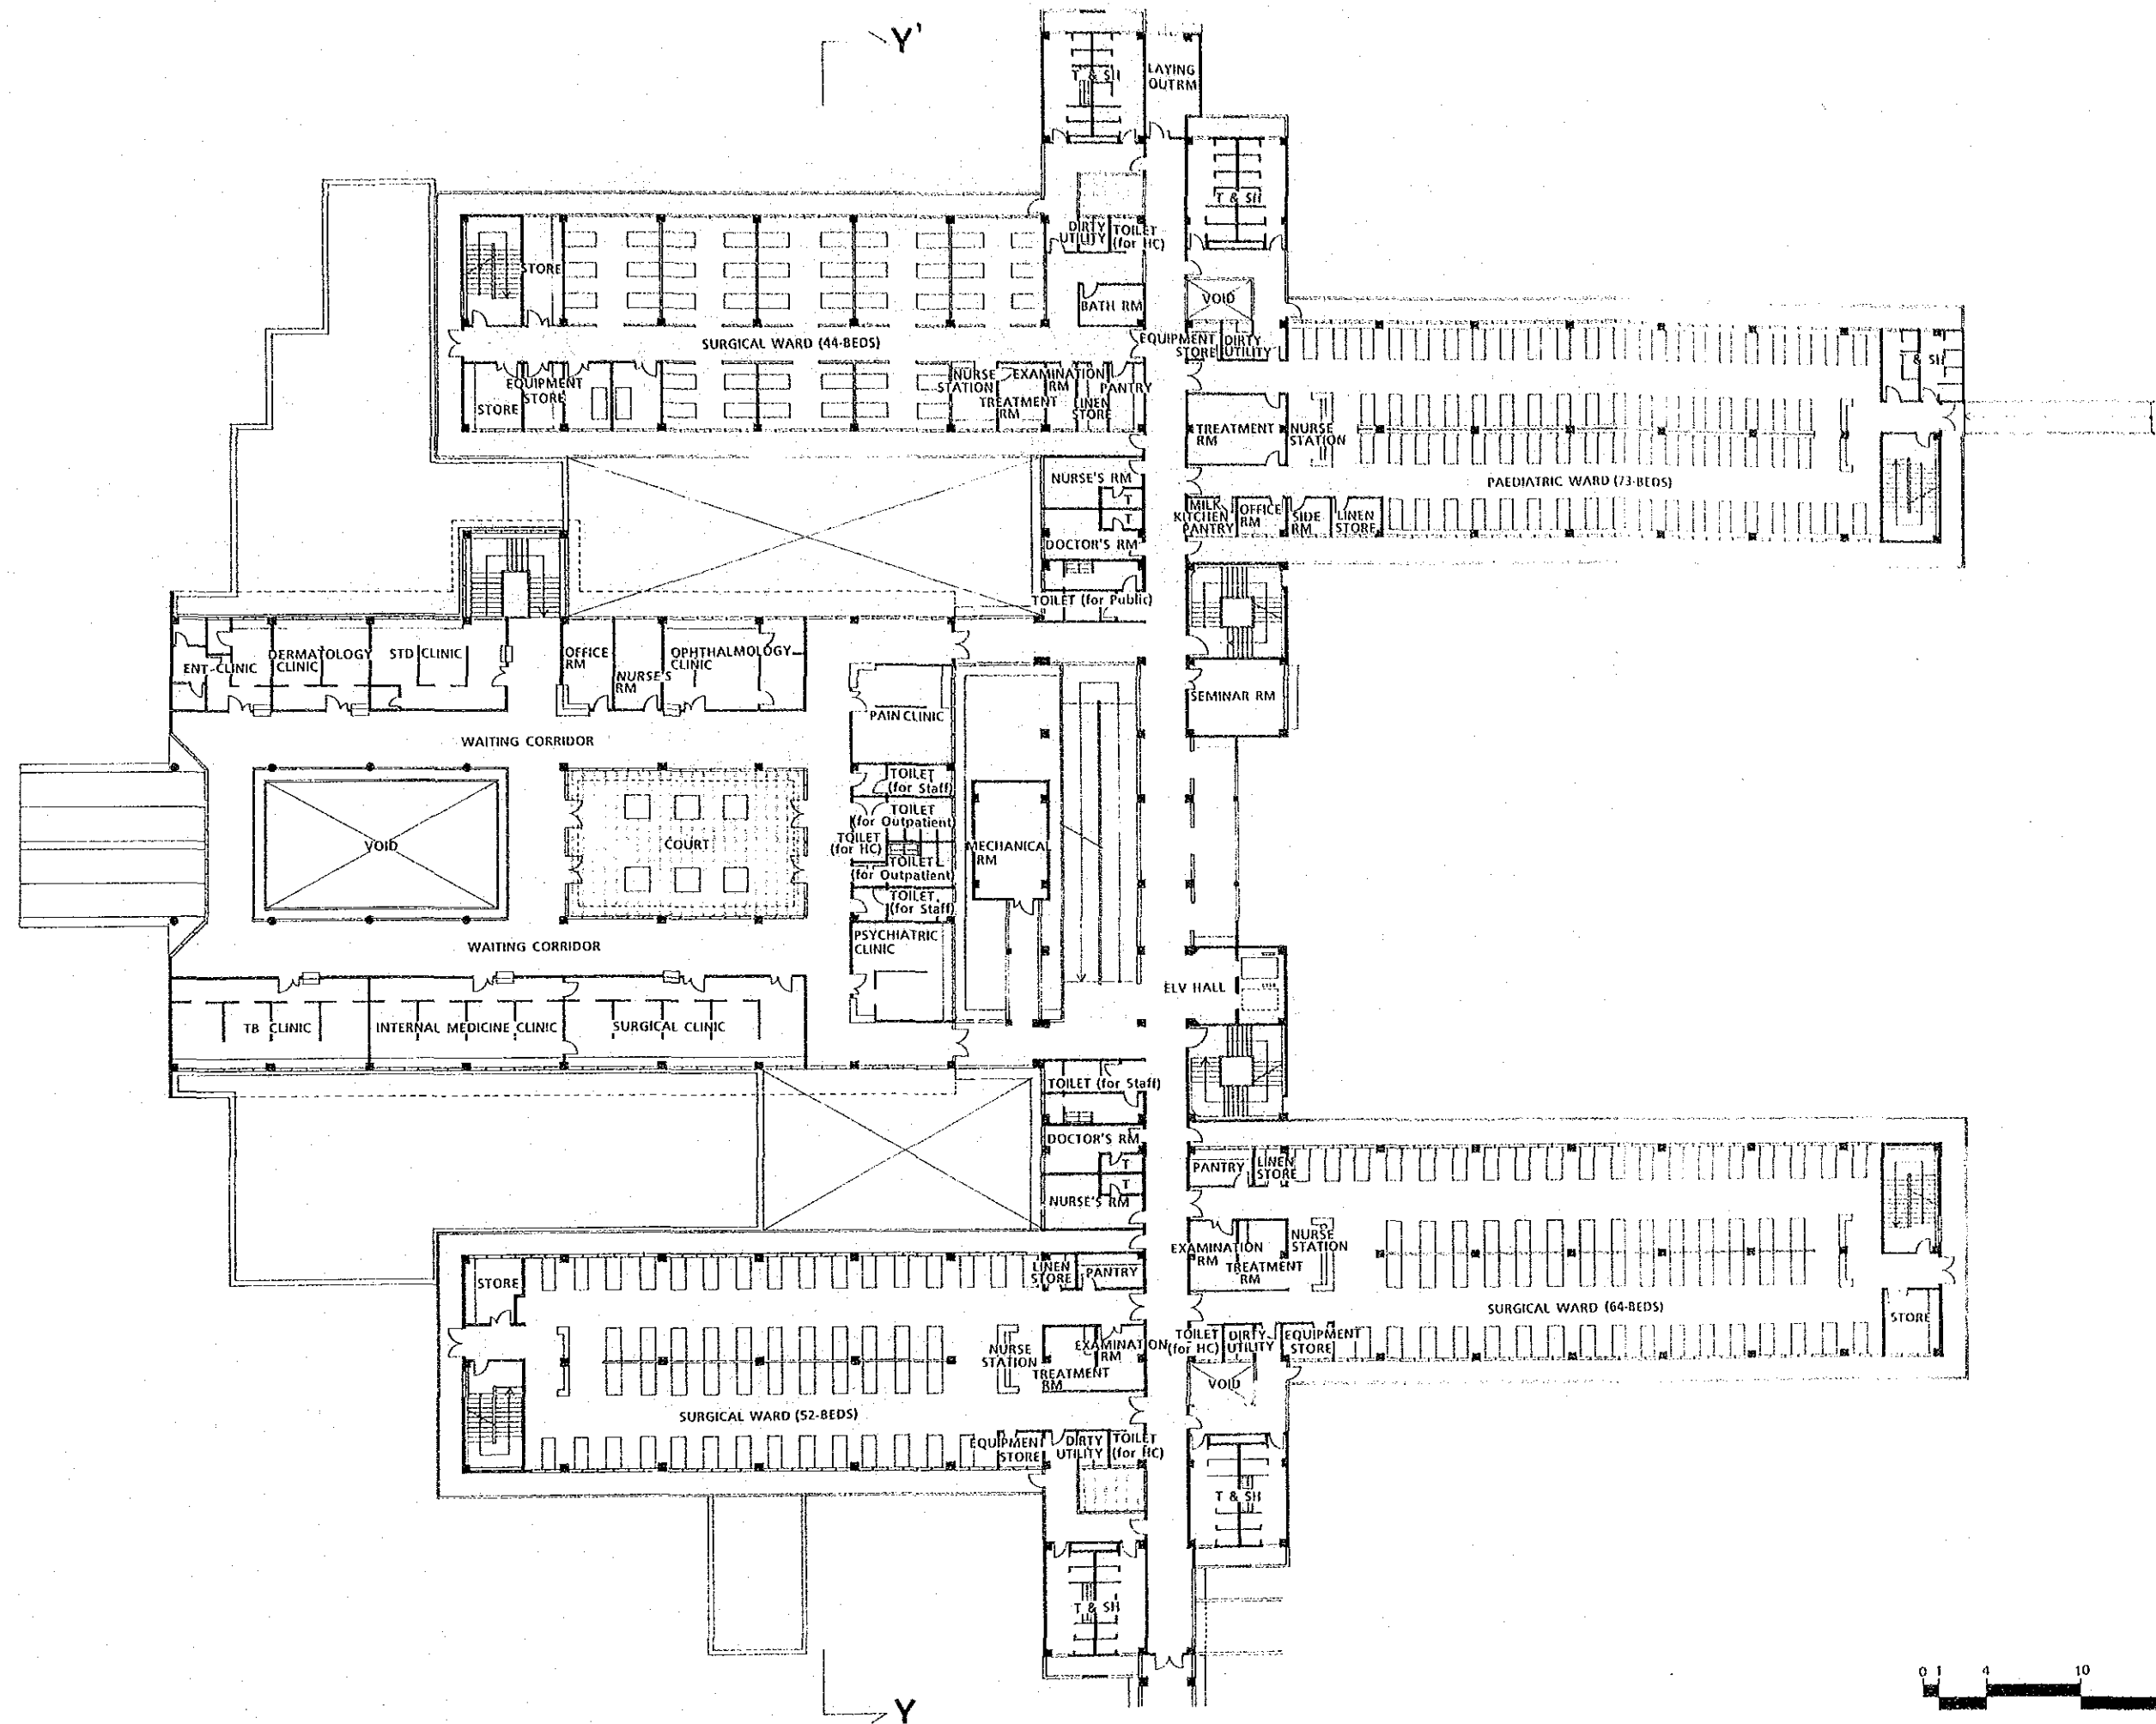 Y'
T & SH
LAYING
OUTRM
T & SH
STORE
DIRTY
UTILITY
TOILET
(for HC)
BATH RM
VOID
SURGICAL WARD (44-BEDS)
EQUIPMENT
STORE
DIRTY
UTILITY
T & SH
STORE
EQUIPMENT
STORE
NURSE
STATION
EXAMINATION
RM
TREATMENT
RM
LINEN
STORE
PANTRY
TREATMENT
RM
NURSE
STATION
PAEDIATRIC WARD (73-BEDS)
NURSE'S RM
T
T
DOCTOR'S RM
MILK
KITCHEN
PANTRY
OFFICE
RM
SIDE
RM
LINEN
STORE
TOILET (for Public)
ENT-CLINIC
DERMATOLOGY
CLINIC
STD CLINIC
OFFICE
RM
NURSE'S
RM
OPHTHALMOLOGY
CLINIC
PAIN CLINIC
SEMINAR RM
WAITING CORRIDOR
VOID
COURT
TOILET
(for Staff)
TOILET
(for Outpatient)
TOILET
(for HC)
TOILET
(for Outpatient)
TOILET
(for Staff)
MECHANICAL
RM
WAITING CORRIDOR
PSYCHIATRIC
CLINIC
ELV HALL
TB CLINIC
INTERNAL MEDICINE CLINIC
SURGICAL CLINIC
TOILET (for Staff)
DOCTOR'S RM
T
T
NURSE'S RM
PANTRY
LINEN
STORE
EXAMINATION
RM
TREATMENT
RM
NURSE
STATION
SURGICAL WARD (64-BEDS)
STORE
STORE
LINEN
STORE
PANTRY
NURSE
STATION
EXAMINATION
RM
TREATMENT
RM
TOILET
(for HC)
DIRTY
UTILITY
EQUIPMENT
STORE
VOID
SURGICAL WARD (52-BEDS)
EQUIPMENT
STORE
DIRTY
UTILITY
TOILET
(for HC)
T & SH
T & SH
0 1 4 10
Y